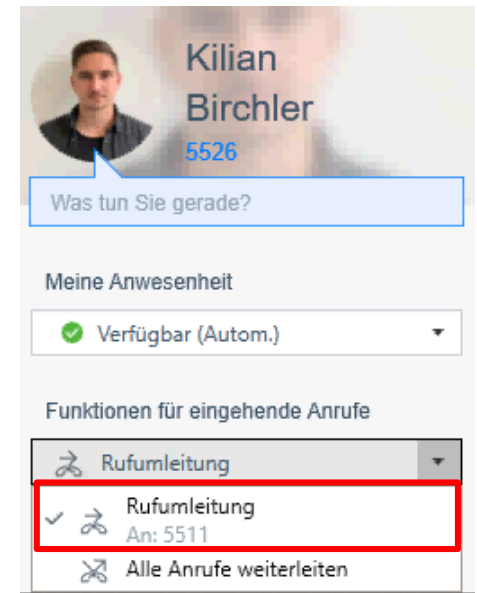 Kilian
Birchler
5526
Was tun Sie gerade?
Meine Anwesenheit
Verfügbar (Autom.)
Funktionen für eingehende Anrufe
Rufumleitung
Rufumleitung
An: 5511
Alle Anrufe weiterleiten